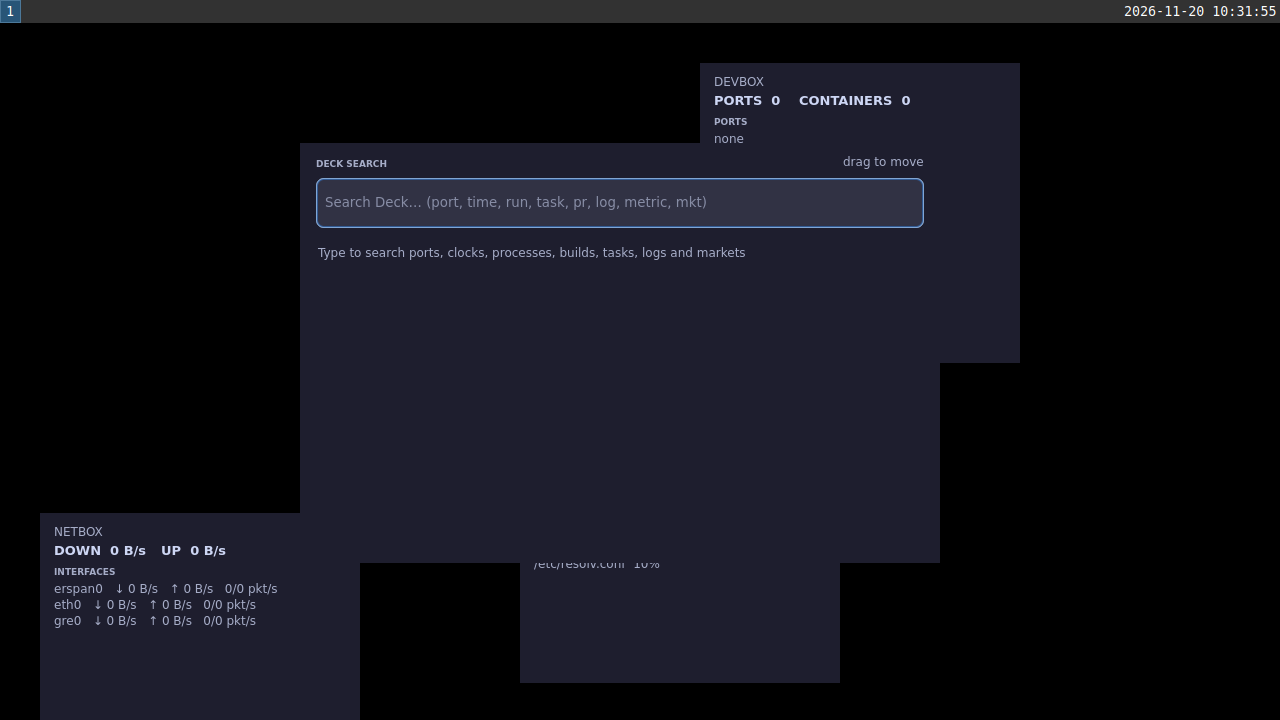 1
2026-11-20 10:31:55
DEVBOX
PORTS 0 CONTAINERS 0
PORTS
none
DECK SEARCH
drag to move
Search Deck... (port, time, run, task, pr, log, metric, mkt)
Type to search ports, clocks, processes, builds, tasks, logs and markets
NETBOX
DOWN 0 B/s UP 0 B/s
INTERFACES
erspan0 ↓ 0 B/s ↑ 0 B/s 0/0 pkt/s
eth0 ↓ 0 B/s ↑ 0 B/s 0/0 pkt/s
gre0 ↓ 0 B/s ↑ 0 B/s 0/0 pkt/s
/etc/resolv.conf 10%